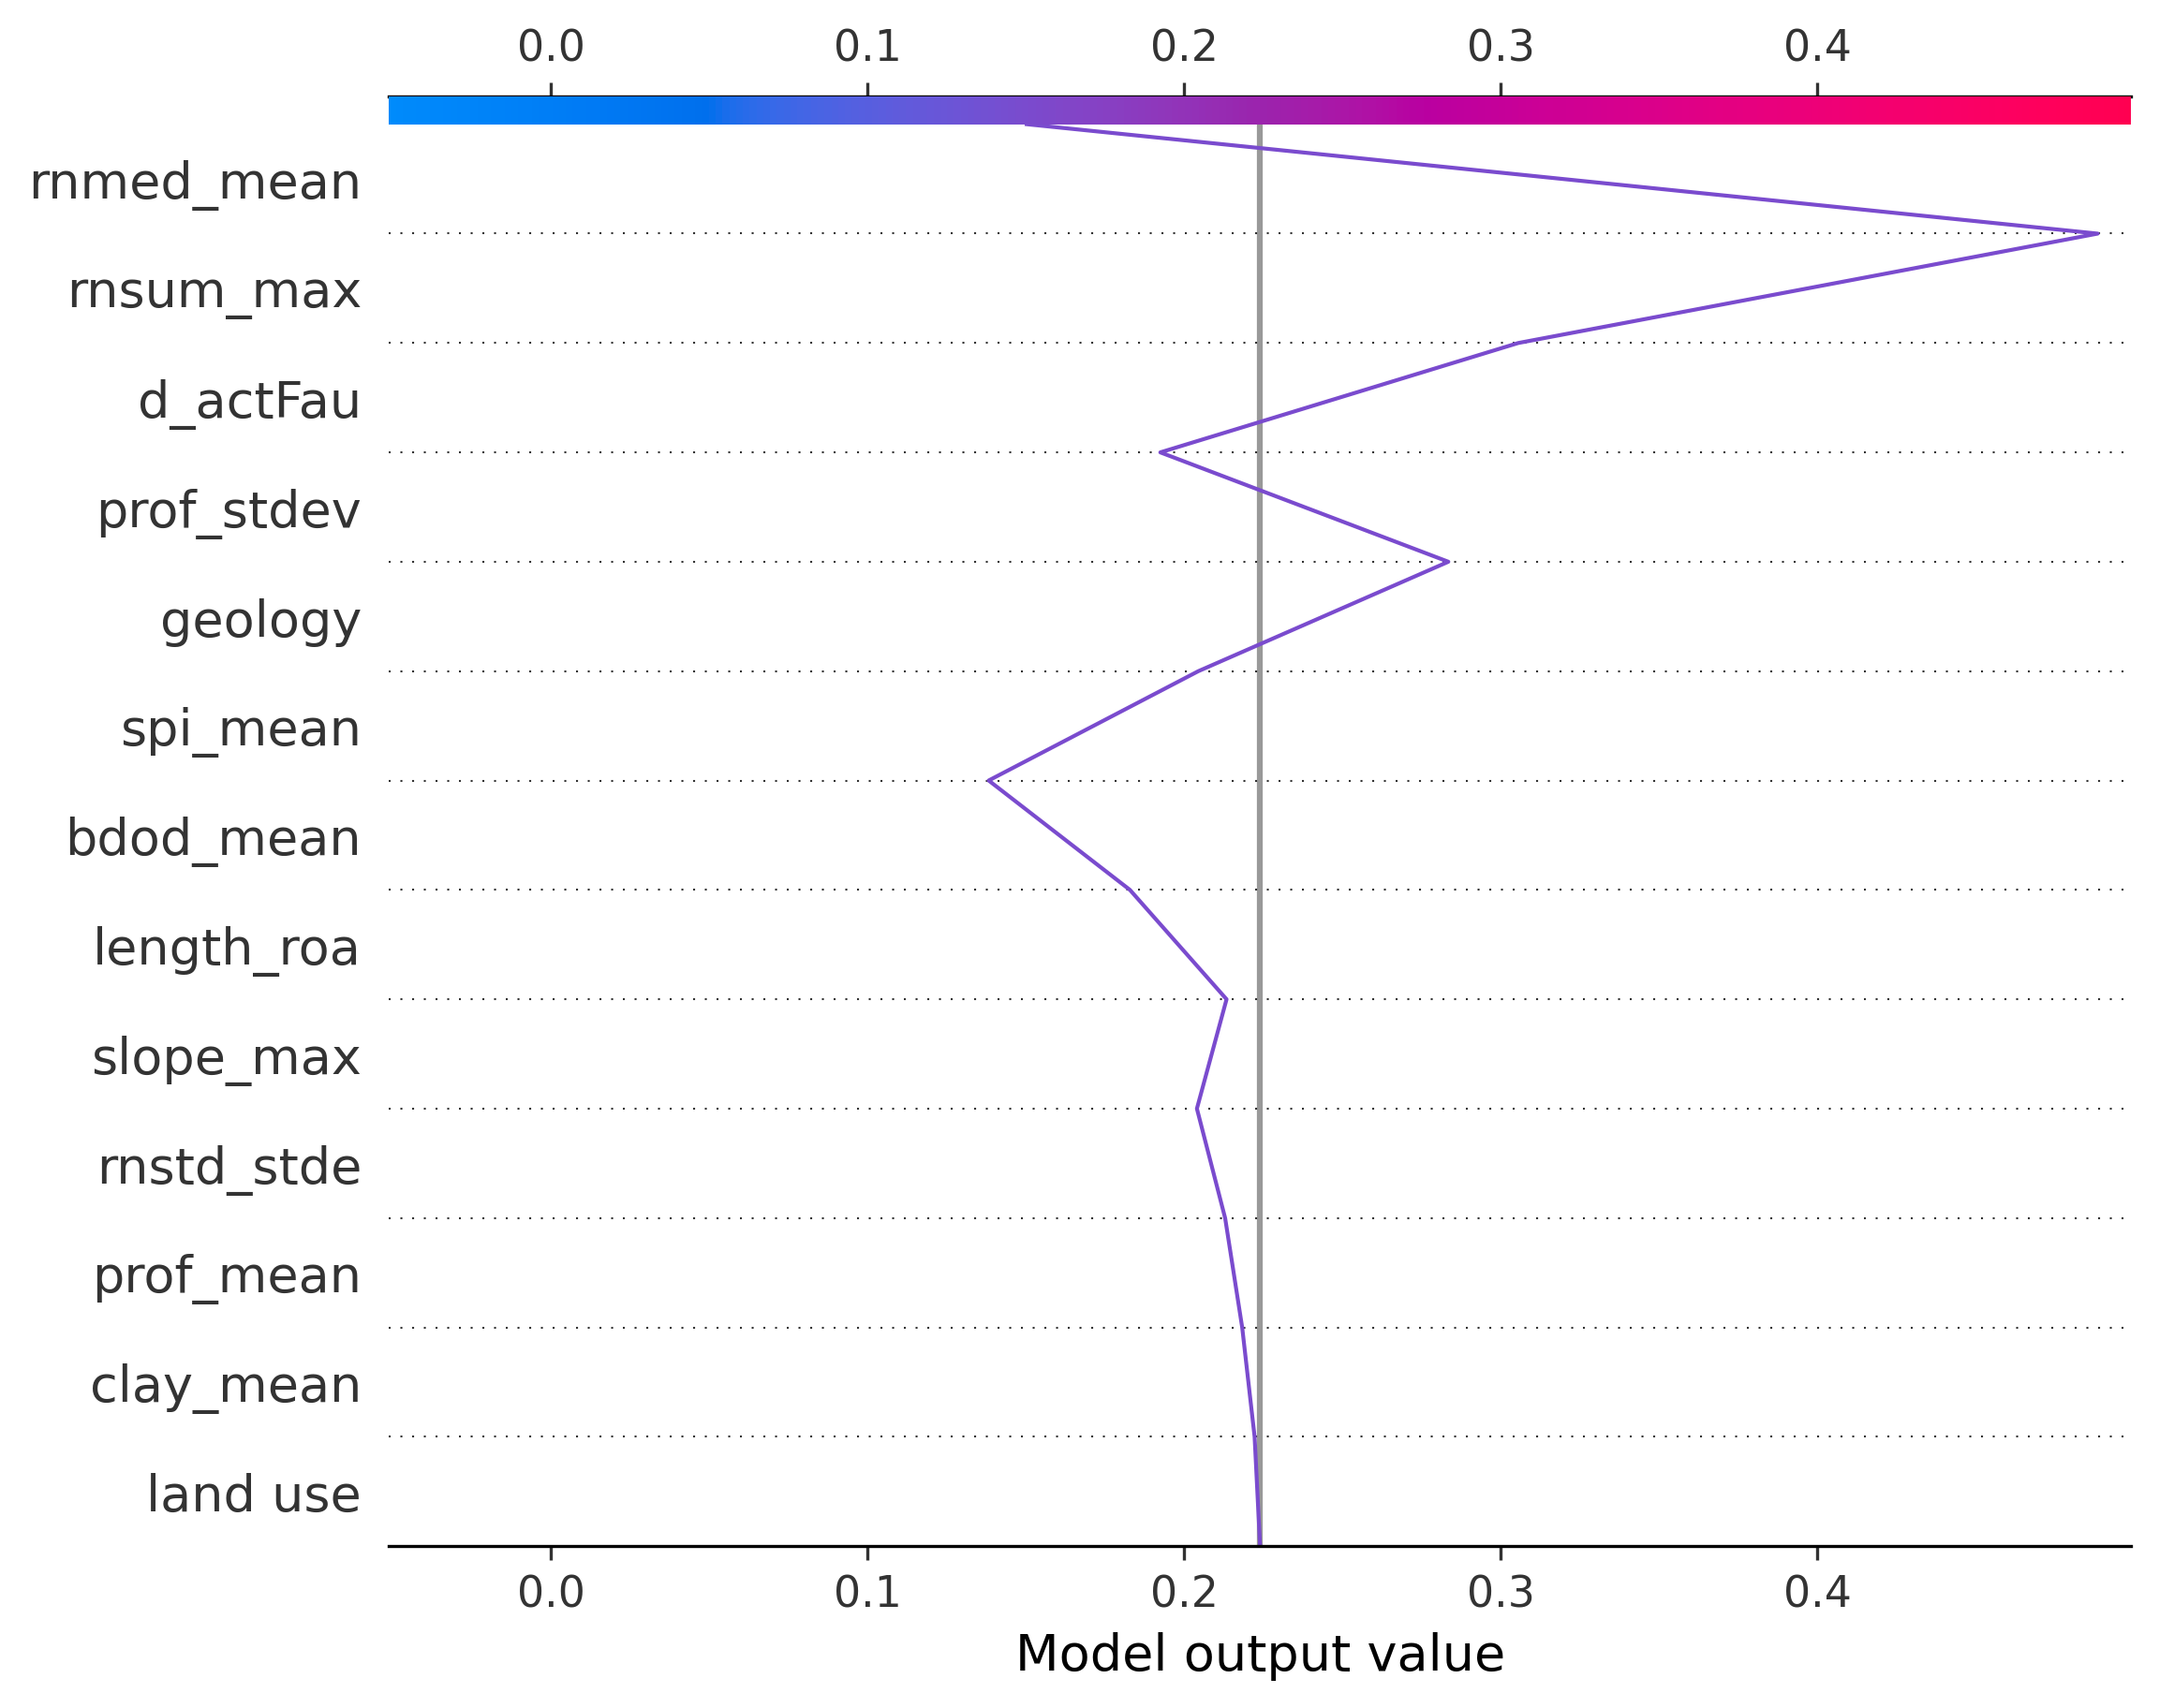 0.0 0.1 0.2 0.3 0.4
rnmed_mean
rnsum_max
d_actFau
prof_stdev
geology
spi_mean
bdod_mean
length_roa
slope_max
rnstd_stde
prof_mean
clay_mean
land use
0.0 0.1 0.2 0.3 0.4
Model output value